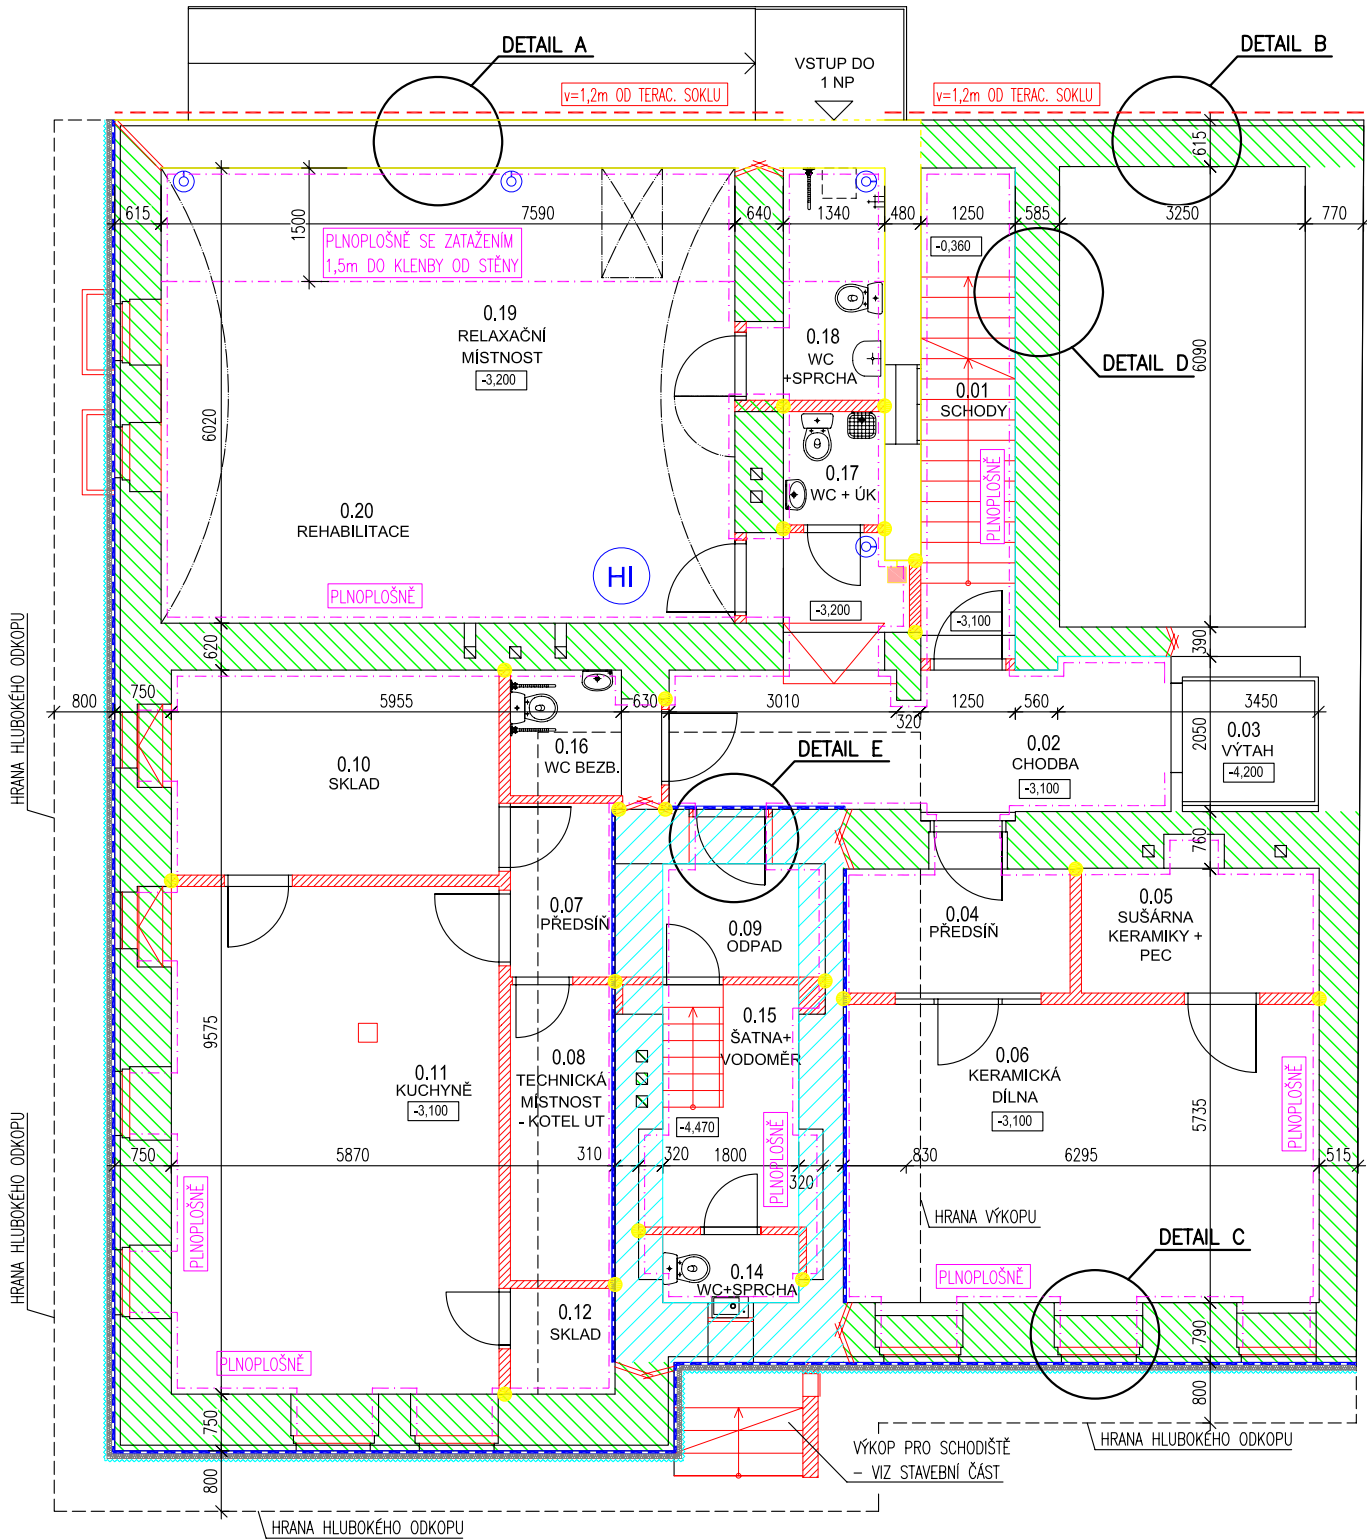 DETAIL A
DETAIL B
VSTUP DO
1 NP
v=1,2m OD TERAC. SOKLU
v=1,2m OD TERAC. SOKLU
615
615
7590
640
1340
480
1250
585
3250
770
1500
PLNOPLOŠNĚ SE ZATAŽENÍM
1,5m DO KLENBY OD STĚNY
-0,360
0.19
RELAXAČNÍ
MÍSTNOST
-3,200
0.18
WC
+SPRCHA
DETAIL D
6090
0.01
SCHODY
6020
0.17
WC + ÚK
PLNOPLOŠNĚ
0.20
REHABILITACE
HI
PLNOPLOŠNĚ
-3,200
-3,100
HRANA HLUBOKÉHO ODKOPU
620
390
800
750
5955
630
3010
320
1250
560
3450
2050
0.10
SKLAD
0.16
WC BEZB.
DETAIL E
0.02
CHODBA
-3,100
0.03
VÝTAH
-4,200
760
0.07
PŘEDSÍŇ
0.09
ODPAD
0.04
PŘEDSÍŇ
0.05
SUŠÁRNA
KERAMIKY +
PEC
9575
0.15
ŠATNA+
VODOMĚR
0.11
KUCHYNĚ
-3,100
0.08
TECHNICKÁ
MÍSTNOST
- KOTEL UT
0.06
KERAMICKÁ
DÍLNA
-3,100
PLNOPLOŠNĚ
5735
-4,470
PLNOPLOŠNĚ
HRANA HLUBOKÉHO ODKOPU
750
5870
310
320
1800
320
830
6295
515
PLNOPLOŠNĚ
HRANA VÝKOPU
DETAIL C
0.14
WC+SPRCHA
PLNOPLOŠNĚ
0.12
SKLAD
790
PLNOPLOŠNĚ
800
750
VÝKOP PRO SCHODIŠTĚ
- VIZ STAVEBNÍ ČÁST
HRANA HLUBOKÉHO ODKOPU
800
HRANA HLUBOKÉHO ODKOPU